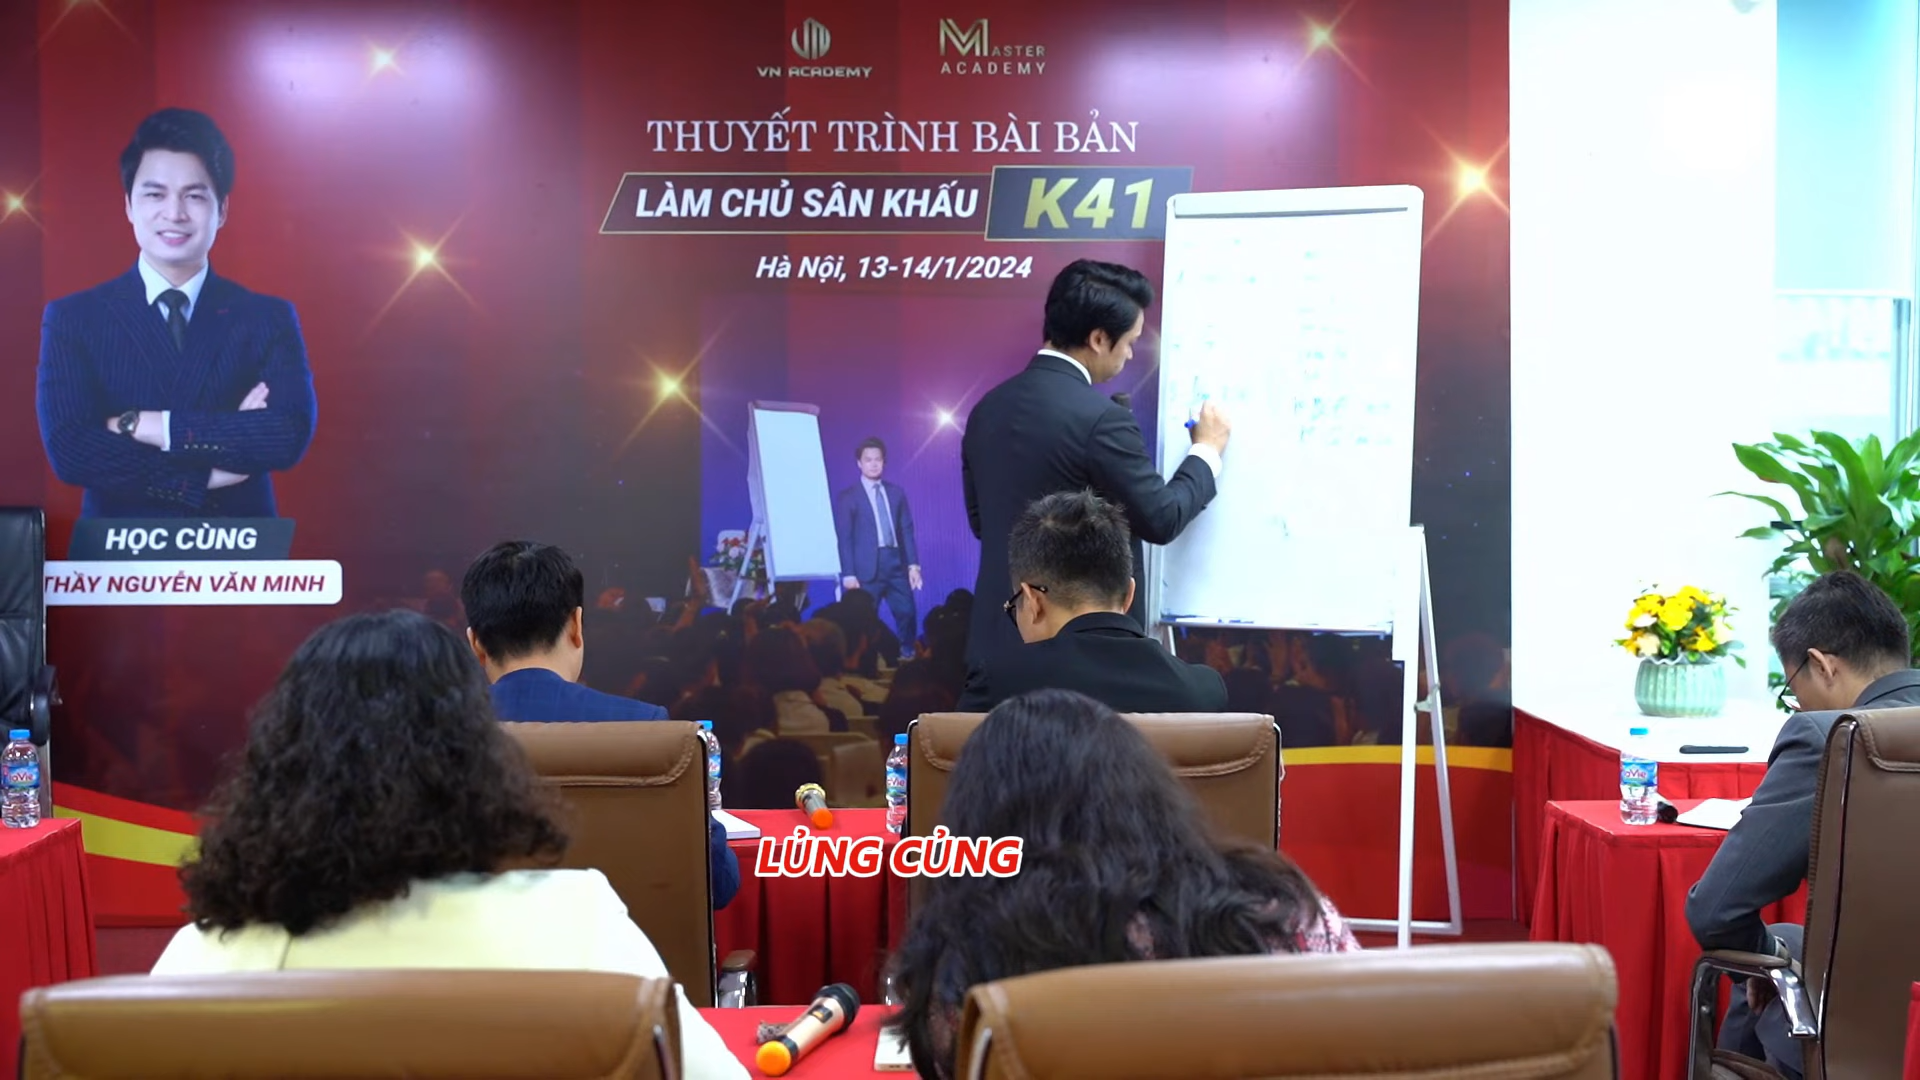 VN ACADEMY
MASTER
ACADEMY
THUYẾT TRÌNH BÀI BẢN
LÀM CHỦ SÂN KHẤU K41
Hà Nội, 13-14/1/2024
HỌC CÙNG
THẦY NGUYỄN VĂN MINH
LaVie
LỦNG CỦNG